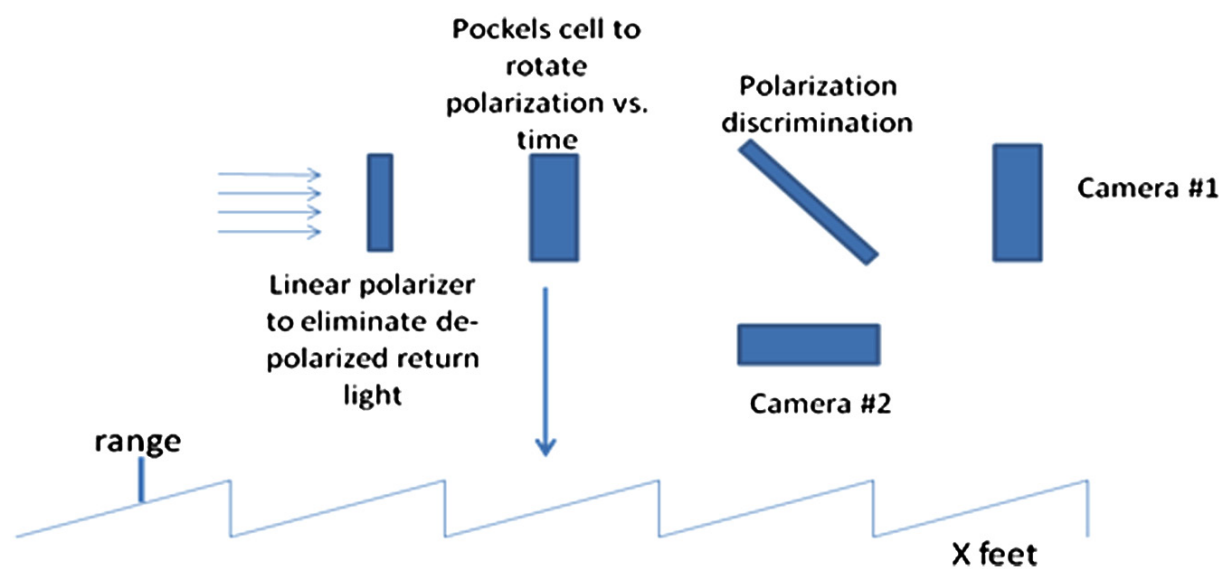 Pockels cell to
rotate
polarization vs.
time
Polarization
discrimination
Camera #1
Linear polarizer
to eliminate de-
polarized return
light
Camera #2
range
X feet